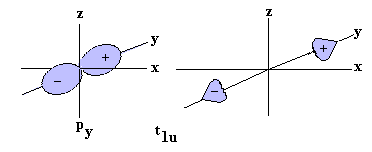 z z
y y
+ +
x x
− −
p_y
t_1u